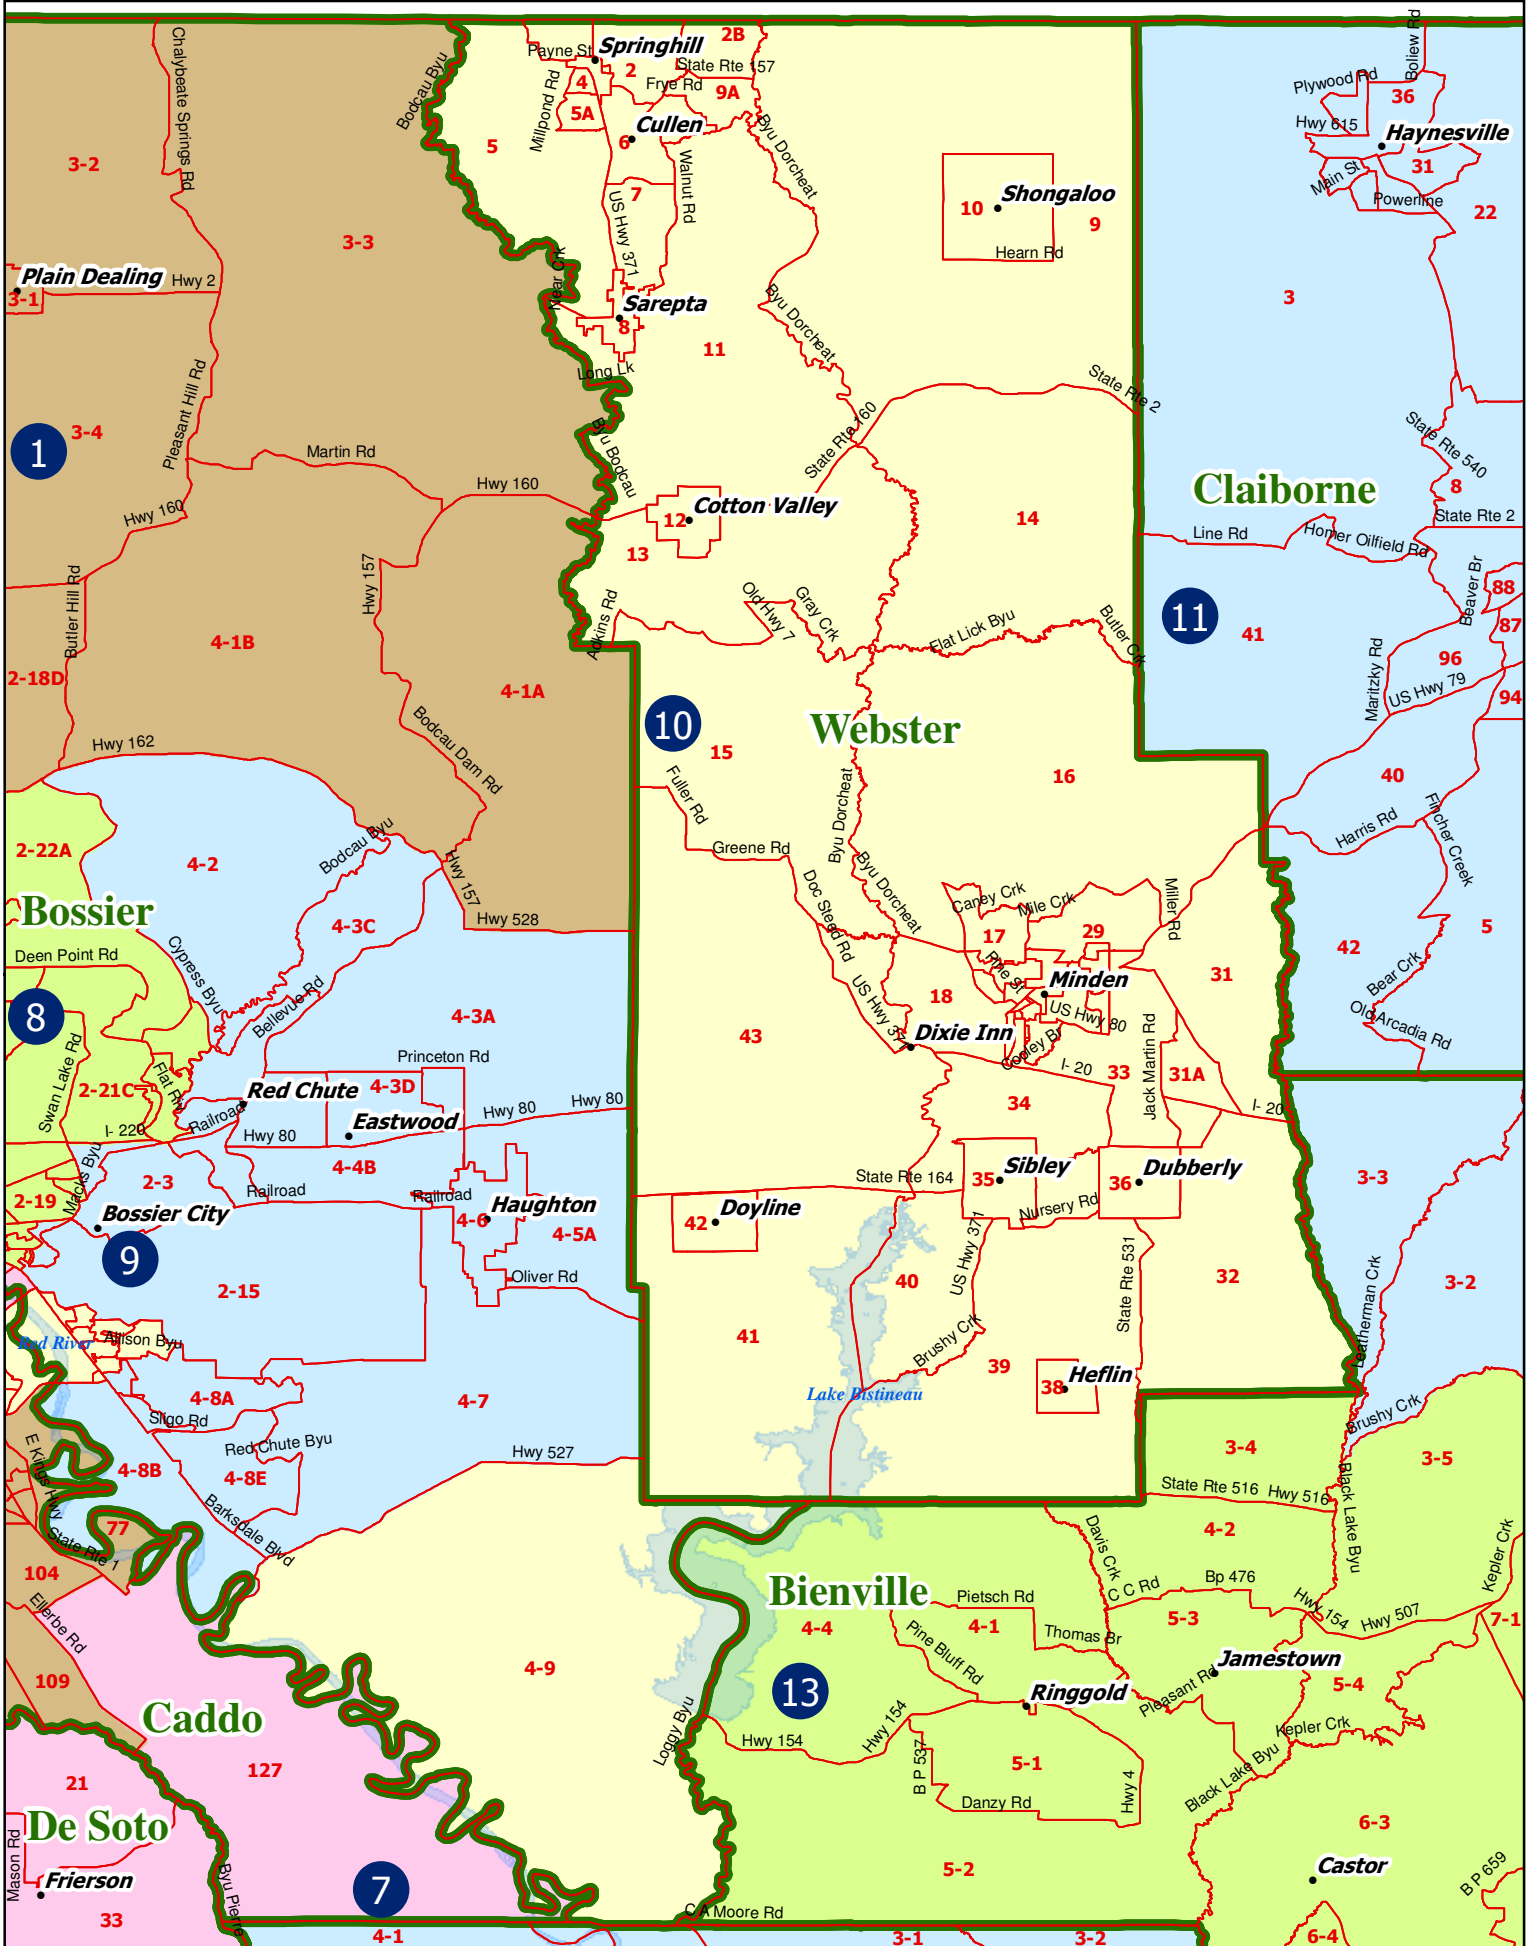 Chalybeate Springs Rd
Bodcau Byu
Payne St
Springhill
2B
2
State Rte 157
4
Frye Rd
9A
Millpond Rd
5A
Cullen
6
5
Byu Dorcheat
Walnut Rd
7
US Hwy 371
Near Crk
Sarepta
8
11
Long Lk
Byu Dorcheat
10
Shongaloo
9
Hearn Rd
Boliew Rd
Plywood Rd
36
Hwy 615
Haynesville
31
Main St
Powerline
22
3
3-2
3-3
Plain Dealing
3-1
Hwy 2
Pleasant Hill Rd
3-4
1
Martin Rd
Hwy 160
Hwy 160
Byu Bodcau
State Rte 160
State Rte 2
Cotton Valley
12
13
14
Claiborne
State Rte 540
8
State Rte 2
Line Rd
Homer Oilfield Rd
Beaver Br
88
87
11
41
96
Maritzky Rd
US Hwy 79
94
Butler Hill Rd
Hwy 157
4-1B
2-18D
4-1A
Adkins Rd
Old Hwy 7
Gray Crk
Flat Lick Byu
Butler Crk
10
15
Webster
16
40
Hwy 162
Bodcau Dam Rd
Fuller Rd
Greene Rd
Byu Dorcheat
Byu Dorcheat
Harris Rd
Fincher Creek
2-22A
4-2
Bodcau Byu
Hwy 157
Hwy 528
Bossier
4-3C
Deen Point Rd
Cypress Byu
Bellevue Rd
8
4-3A
Doc Steed Rd
Caney Crk
Mile Crk
Miller Rd
17
29
Pine St
Minden
31
18
US Hwy 80
US Hwy 371
Dixie Inn
Cooley Br
43
42
5
Bear Crk
Old Arcadia Rd
Swan Lake Rd
2-21C
Flat Riv
Princeton Rd
4-3D
Red Chute
Eastwood
Railroad
I- 220
Hwy 80
Hwy 80
Hwy 80
I- 20
33
Jack Martin Rd
31A
34
I- 20
Macks Byu
2-3
4-4B
Railroad
Railroad
2-19
Bossier City
Haughton
4-6
4-5A
State Rte 164
35
Sibley
36
Dubberly
3-3
9
Oliver Rd
2-15
42
Doyline
Nursery Rd
US Hwy 371
State Rte 531
40
32
3-2
Leatherman Crk
Red River
Allison Byu
41
Brushy Crk
39
38
Heflin
Lake Bistineau
4-8A
Sligo Rd
4-7
Red Chute Byu
4-8B
4-8E
Hwy 527
Brushy Crk
3-4
3-5
State Rte 516
Hwy 516
Black Lake Byu
E Kings Hwy
77
State Rte 1
Barksdale Blvd
104
Ellerbe Rd
109
Davis Crk
4-2
Kepler Crk
Bienville
Pietsch Rd
C C Rd
Bp 476
Hwy 154
Hwy 507
7-1
4-4
4-1
5-3
Thomas Br
Pine Bluff Rd
4-9
13
Ringgold
Jamestown
Pleasant Rd
5-4
Kepler Crk
Caddo
127
Loggy Byu
Hwy 154
Hwy 154
B P 537
5-1
Hwy 4
Danzy Rd
Black Lake Byu
6-3
21
De Soto
Mason Rd
Frierson
33
Byu Pierre
7
5-2
Castor
B P 659
C A Moore Rd
4-1
3-1
3-2
6-4